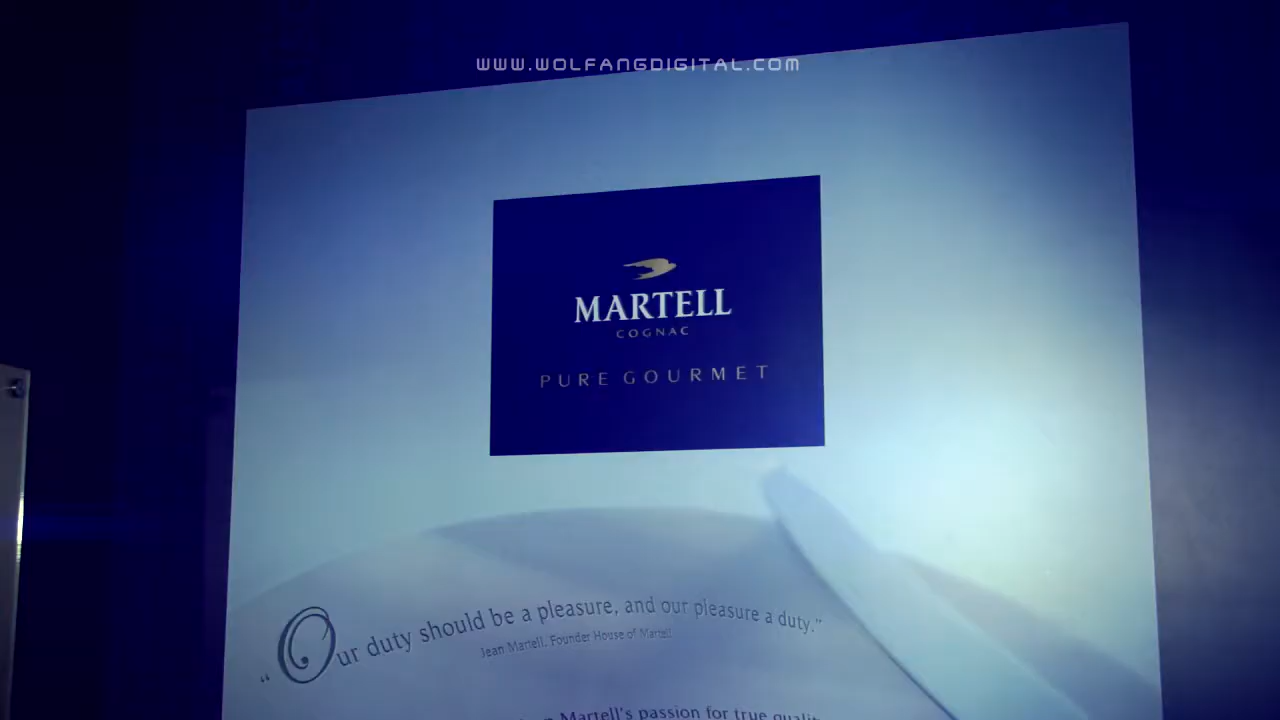 WWW.WOLFANGDIGITAL.COM
MARTELL
COGNAC
PURE GOURMET
“Our duty should be a pleasure, and our pleasure a duty.”
Jean Martell, Founder House of Martell
Martell's passion for true